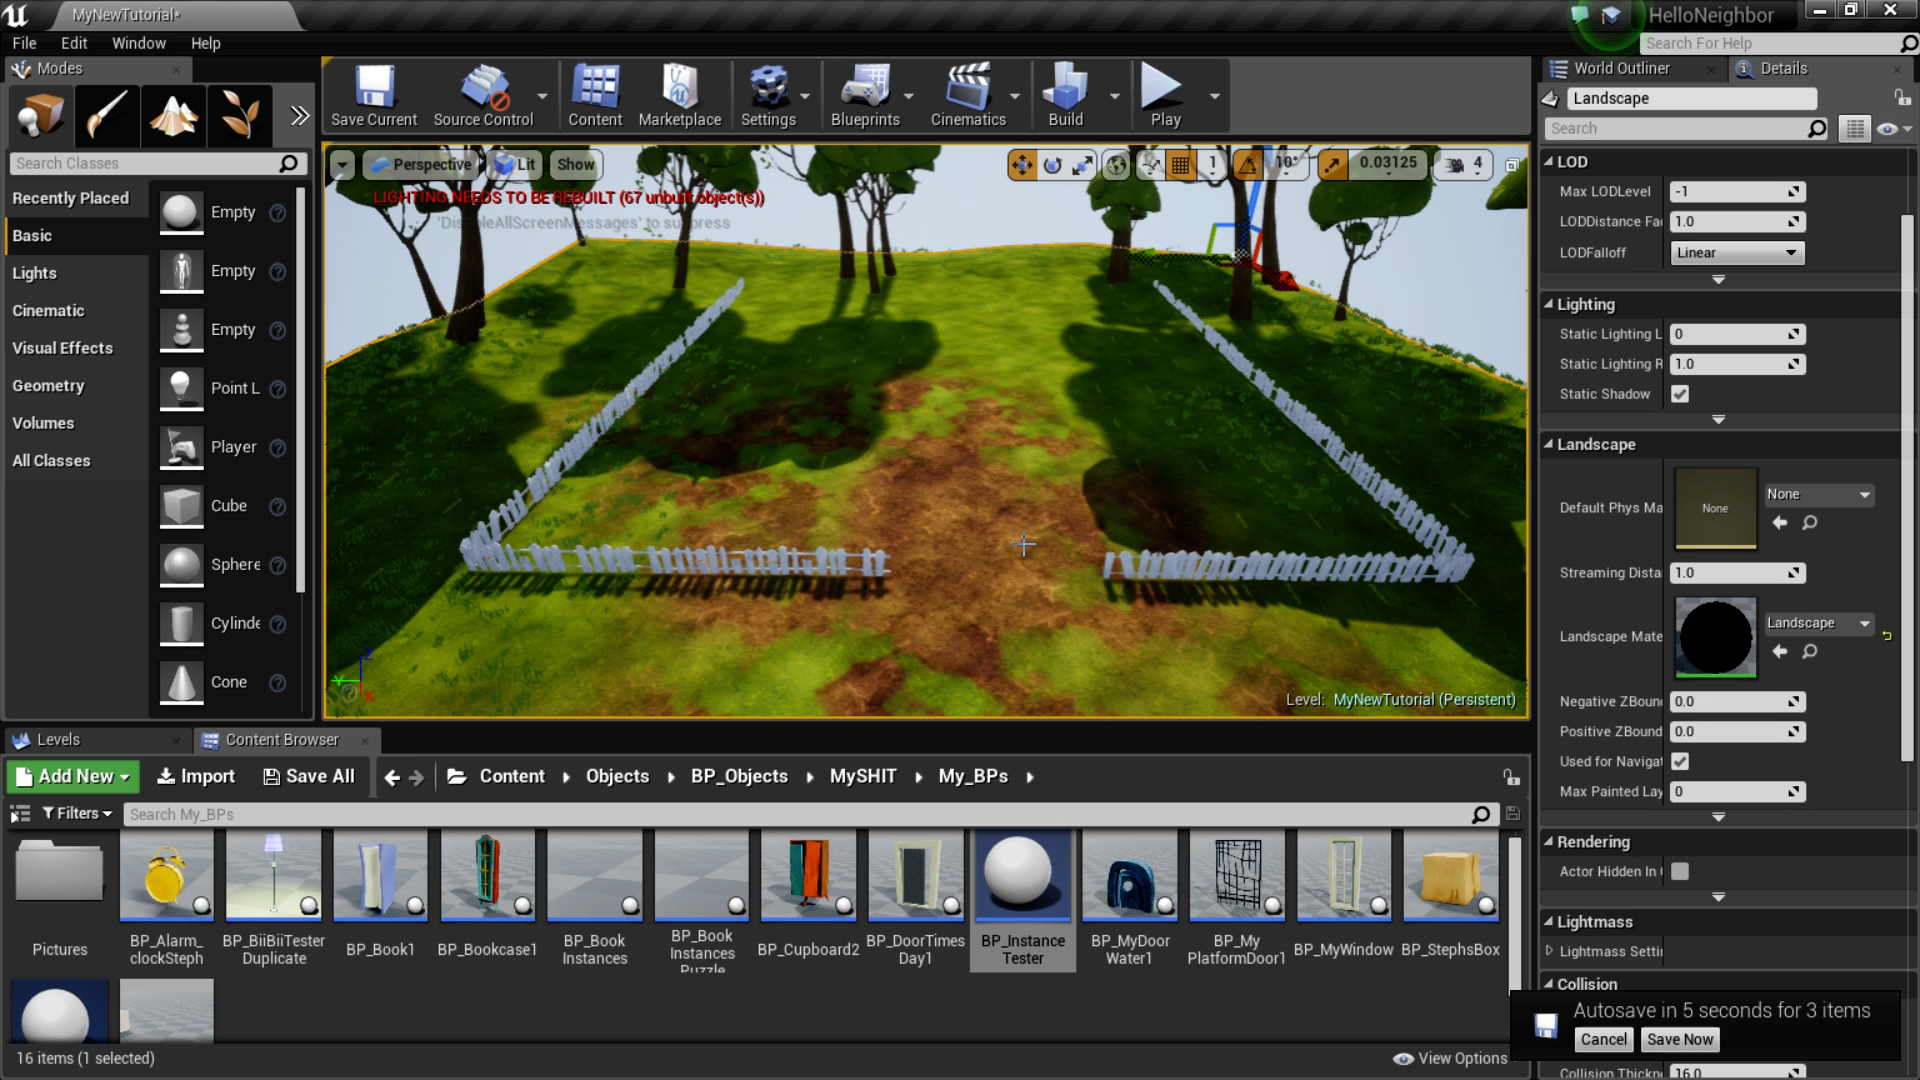 MyNewTutorial*
HelloNeighbor
File Edit Window Help
Search For Help
Modes
World Outliner
Details
Save Current
Source Control
Content
Marketplace
Settings
Blueprints
Cinematics
Build
Play
Landscape
Search
Search Classes
Recently Placed
Basic
Lights
Cinematic
Visual Effects
Geometry
Volumes
All Classes
Empty
Empty
Empty
Point L
Player
Cube
Sphere
Cylinde
Cone
Perspective
Lit
Show
1
10°
0.03125
4
LIGHTING NEEDS TO BE REBUILT (67 unbuilt object(s))
'DisableAllScreenMessages' to suppress
Level: MyNewTutorial (Persistent)
LOD
Max LODLevel -1
LODDistance Fac 1.0
LODFalloff Linear
Lighting
Static Lighting L 0
Static Lighting R 1.0
Static Shadow
Landscape
Default Phys Ma None None
Streaming Dista 1.0
Landscape Mate Landscape
Negative ZBoun 0.0
Positive ZBound 0.0
Used for Navigat
Max Painted Lay 0
Rendering
Actor Hidden In
Lightmass
Lightmass Setti
Collision
Collision Thickn 16.0
Levels
Content Browser
Add New
Import
Save All
Content
Objects
BP_Objects
MySHIT
My_BPs
Filters
Search My_BPs
Pictures
BP_Alarm_
clockSteph
BP_BiiBiiTester
Duplicate
BP_Book1
BP_Bookcase1
BP_Book
Instances
BP_Book
Instances
Puzzle
BP_Cupboard2
BP_DoorTimes
Day1
BP_Instance
Tester
BP_MyDoor
Water1
BP_My
PlatformDoor1
BP_MyWindow
BP_StephsBox
16 items (1 selected)
View Options
Autosave in 5 seconds for 3 items
Cancel
Save Now